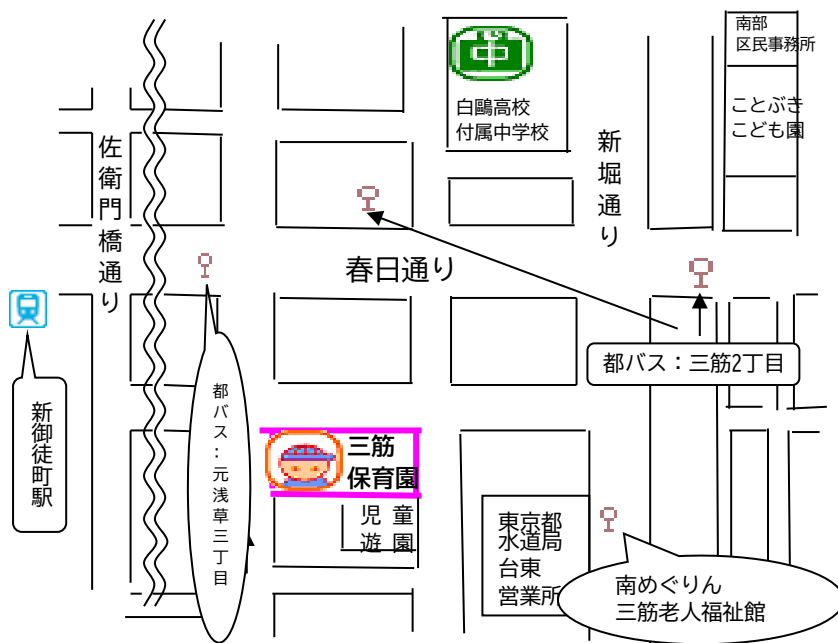 中
白鷗高校
付属中学校
南部
区民事務所
ことぶき
こども園
佐衛門橋通り
新堀通り
春日通り
都バス：三筋2丁目
新御徒町駅
都バス：元浅草三丁目
三筋
保育園
児童
遊園
東京都
水道局
台東
営業所
南めぐりん
三筋老人福祉館